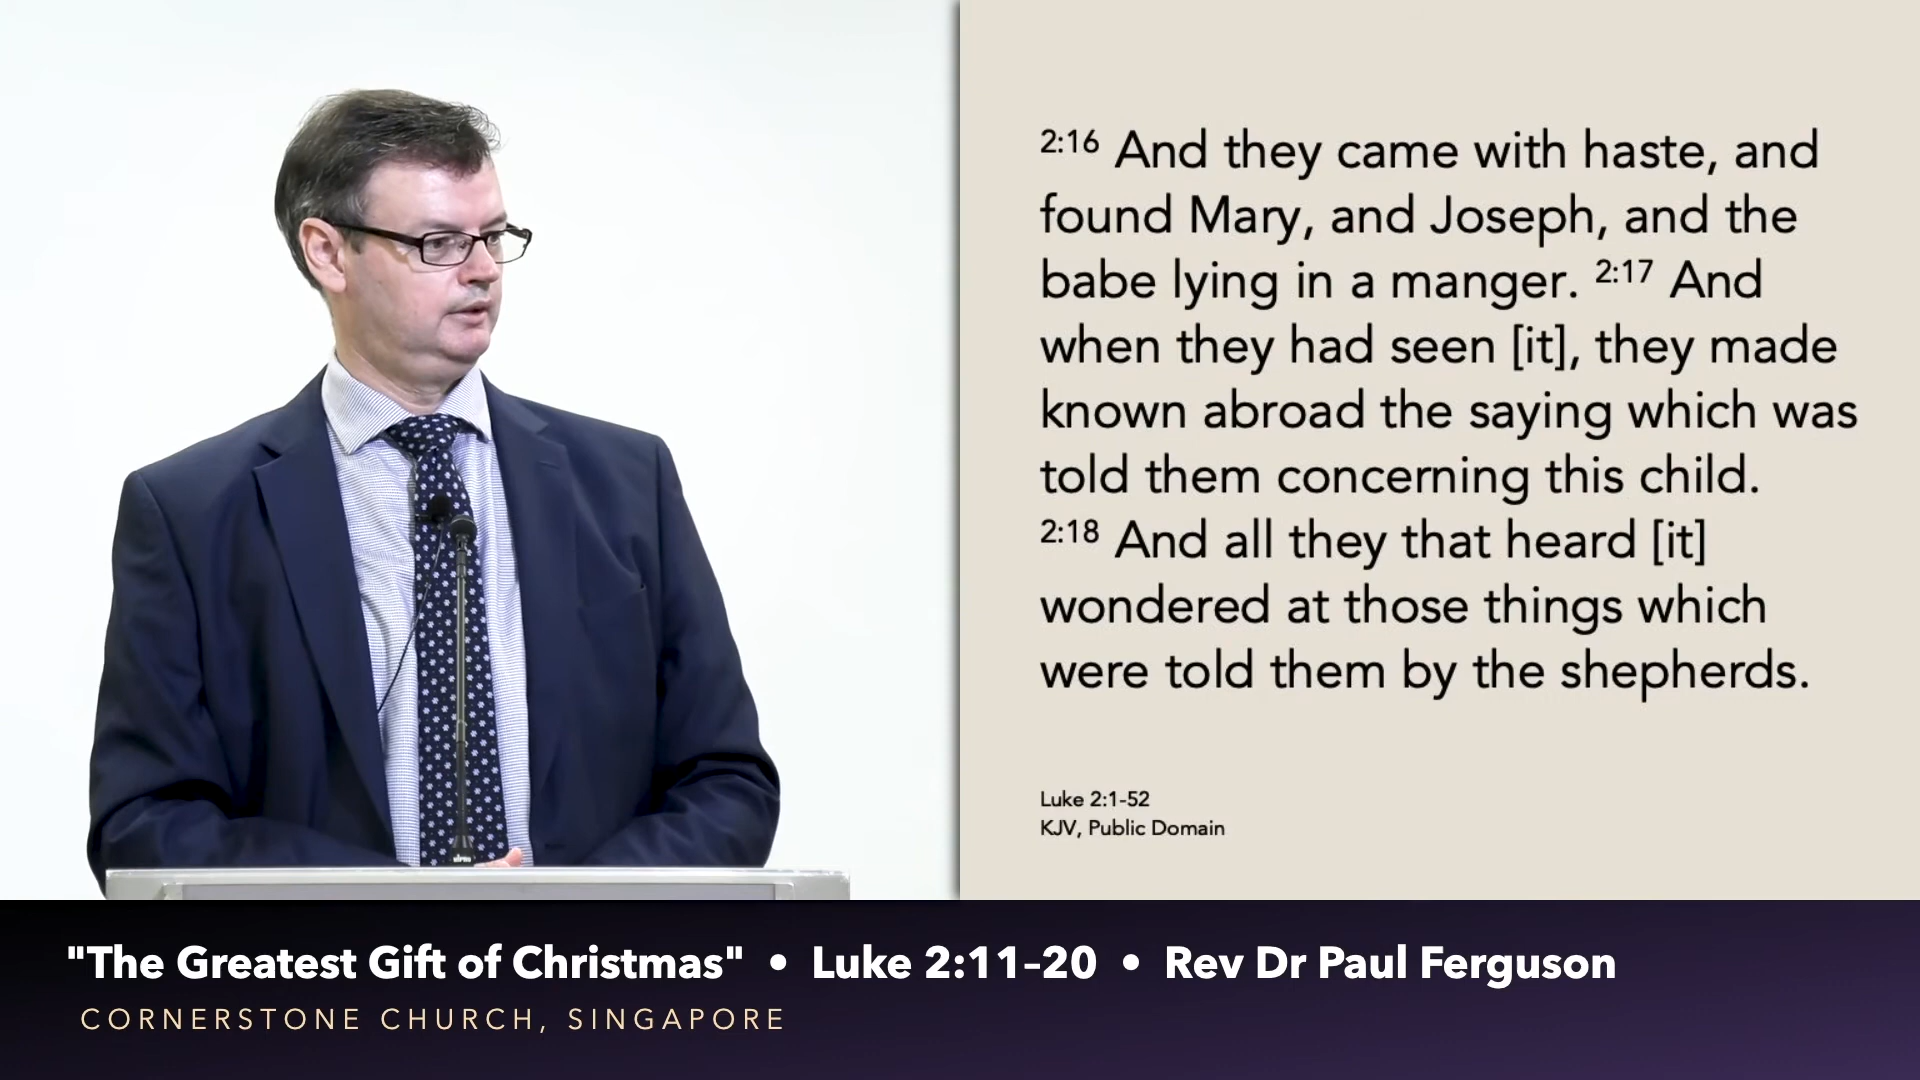 2:16 And they came with haste, and
found Mary, and Joseph, and the
babe lying in a manger. 2:17 And
when they had seen [it], they made
known abroad the saying which was
told them concerning this child.
2:18 And all they that heard [it]
wondered at those things which
were told them by the shepherds.
Luke 2:1-52
KJV, Public Domain
"The Greatest Gift of Christmas" • Luke 2:11–20 • Rev Dr Paul Ferguson
CORNERSTONE CHURCH, SINGAPORE